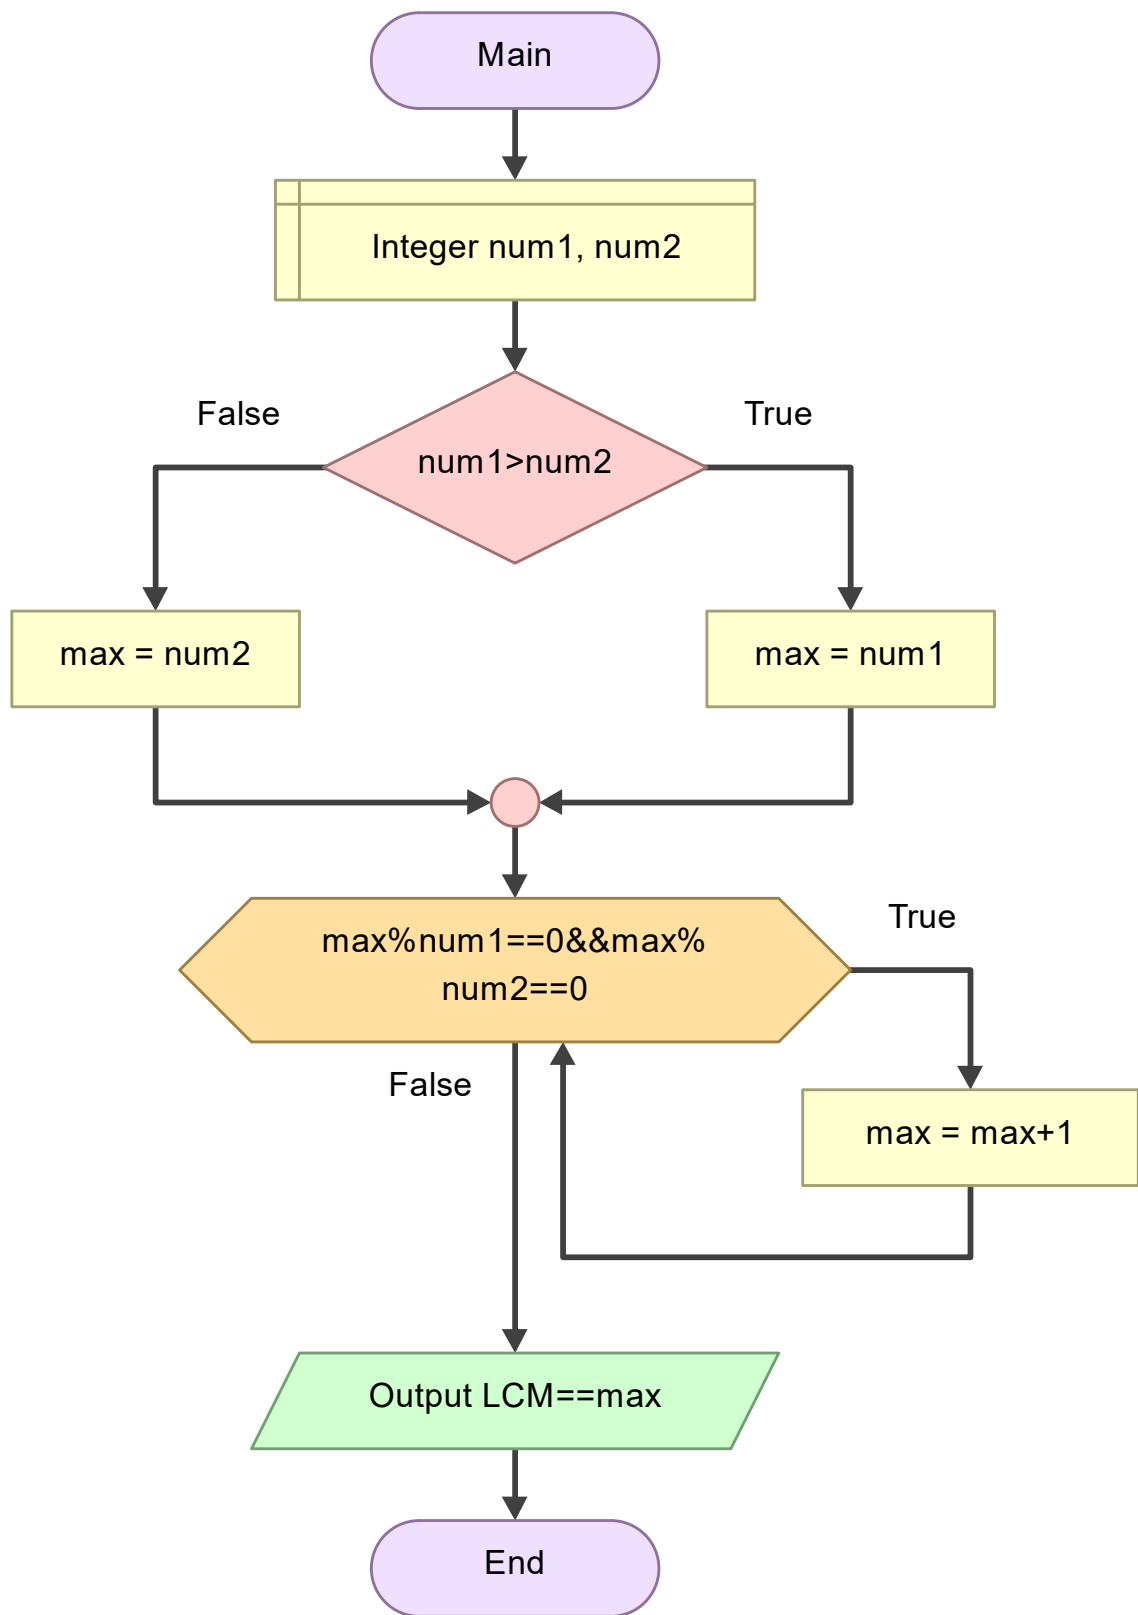 Main
Integer num1, num2
False
True
num1>num2
max = num2
max = num1
max%num1==0&&max%
num2==0
True
False
max = max+1
Output LCM==max
End